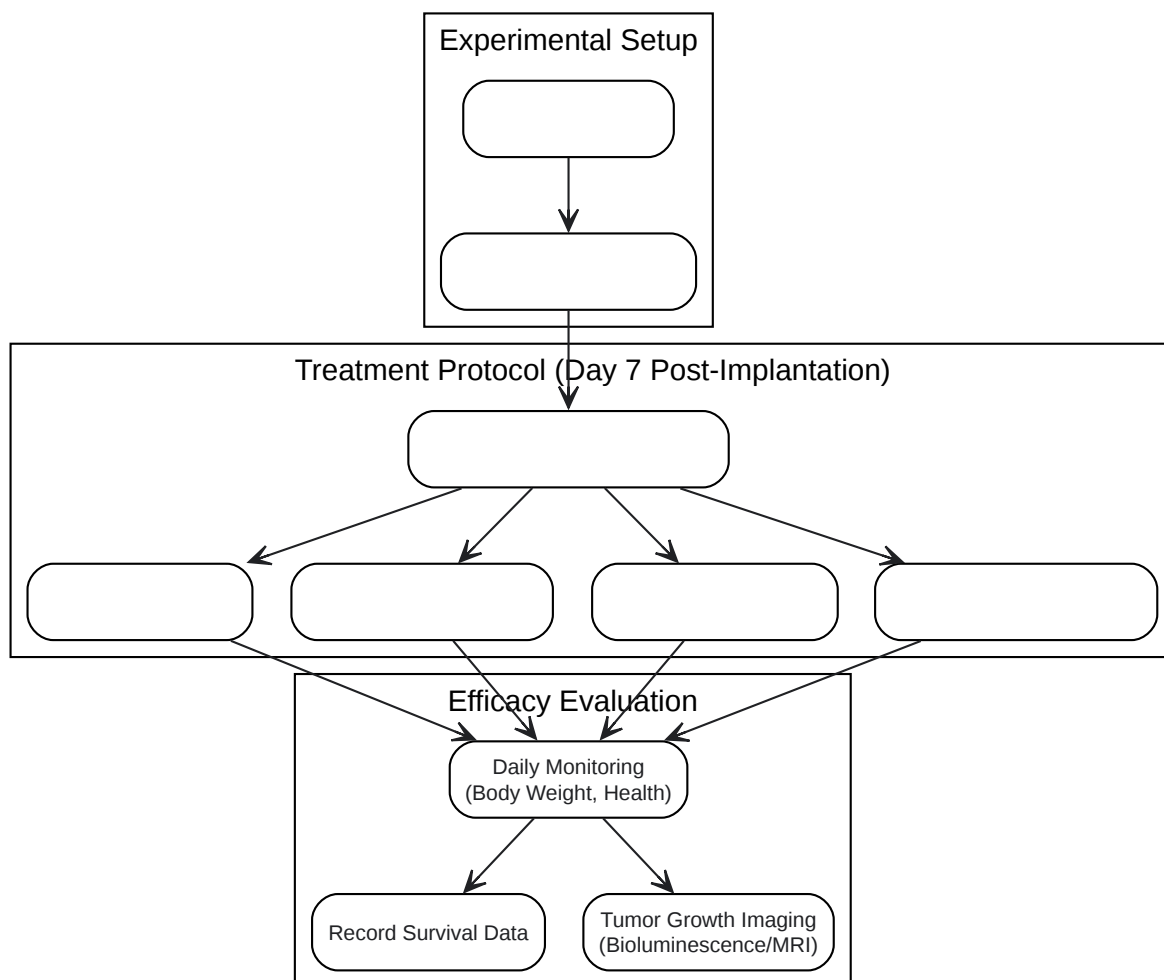 Experimental Setup
Treatment Protocol (Day 7 Post-Implantation)
Efficacy Evaluation
Daily Monitoring
(Body Weight, Health)
Record Survival Data
Tumor Growth Imaging
(Bioluminescence/MRI)